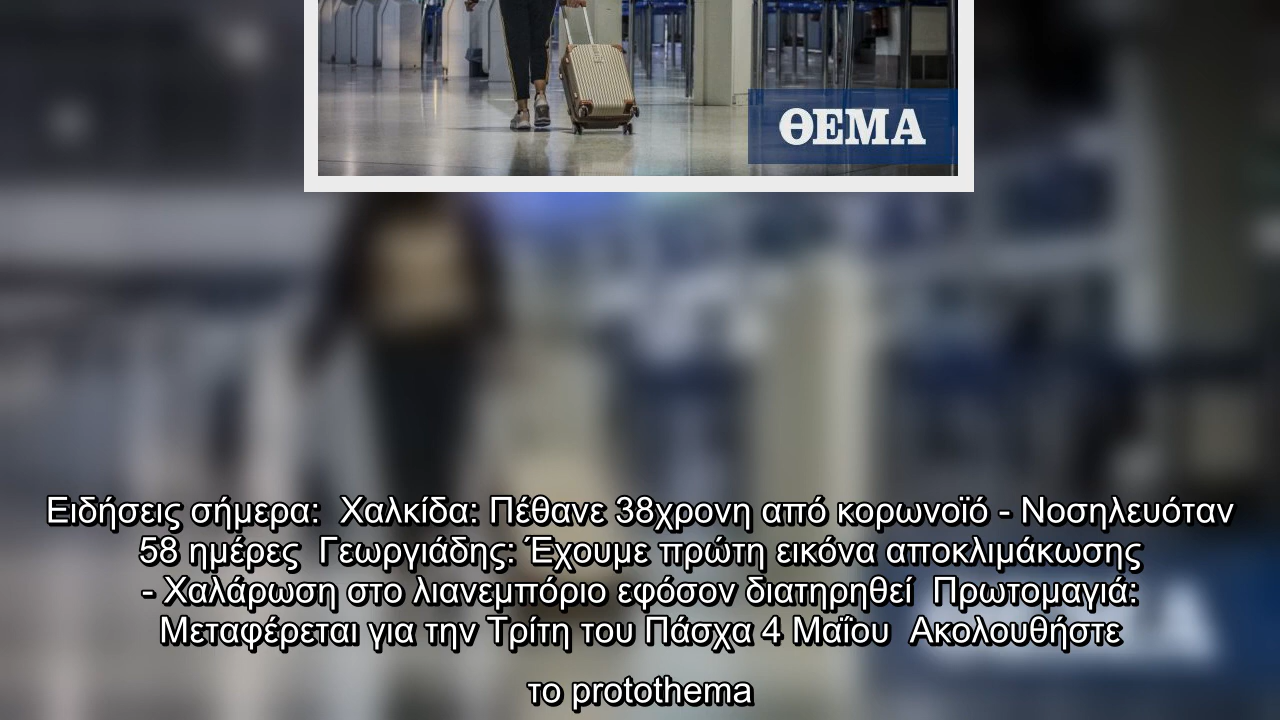 ΘΕΜΑ
Ειδήσεις σήμερα:  Χαλκίδα: Πέθανε 38χρονη από κορωνοϊό - Νοσηλευόταν
58 ημέρες  Γεωργιάδης: Έχουμε πρώτη εικόνα αποκλιμάκωσης
- Χαλάρωση στο λιανεμπόριο εφόσον διατηρηθεί  Πρωτομαγιά:
Μεταφέρεται για την Τρίτη του Πάσχα 4 Μαΐου  Ακολουθήστε
το protothema